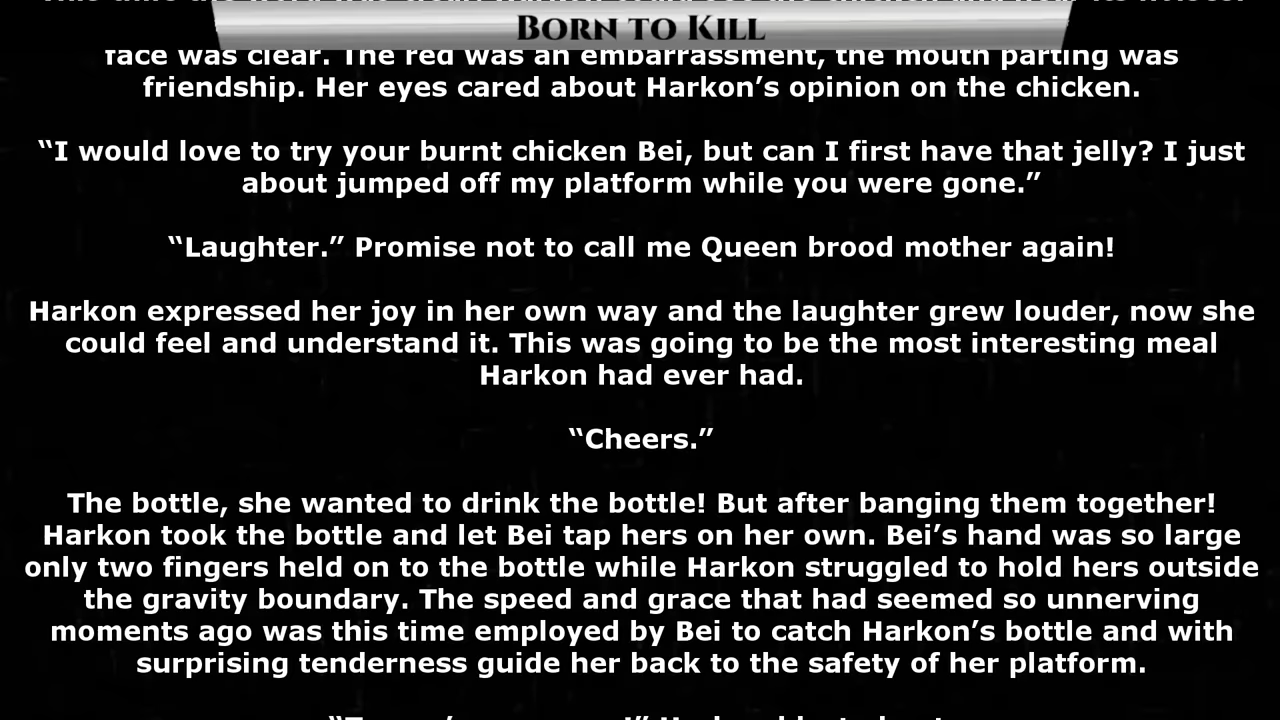 Born to Kill
face was clear. The red was an embarrassment, the mouth parting was
friendship. Her eyes cared about Harkon’s opinion on the chicken.
“I would love to try your burnt chicken Bei, but can I first have that jelly? I just
about jumped off my platform while you were gone.”
“Laughter.” Promise not to call me Queen brood mother again!
Harkon expressed her joy in her own way and the laughter grew louder, now she
could feel and understand it. This was going to be the most interesting meal
Harkon had ever had.
“Cheers.”
The bottle, she wanted to drink the bottle! But after banging them together!
Harkon took the bottle and let Bei tap hers on her own. Bei’s hand was so large
only two fingers held on to the bottle while Harkon struggled to hold hers outside
the gravity boundary. The speed and grace that had seemed so unnerving
moments ago was this time employed by Bei to catch Harkon’s bottle and with
surprising tenderness guide her back to the safety of her platform.